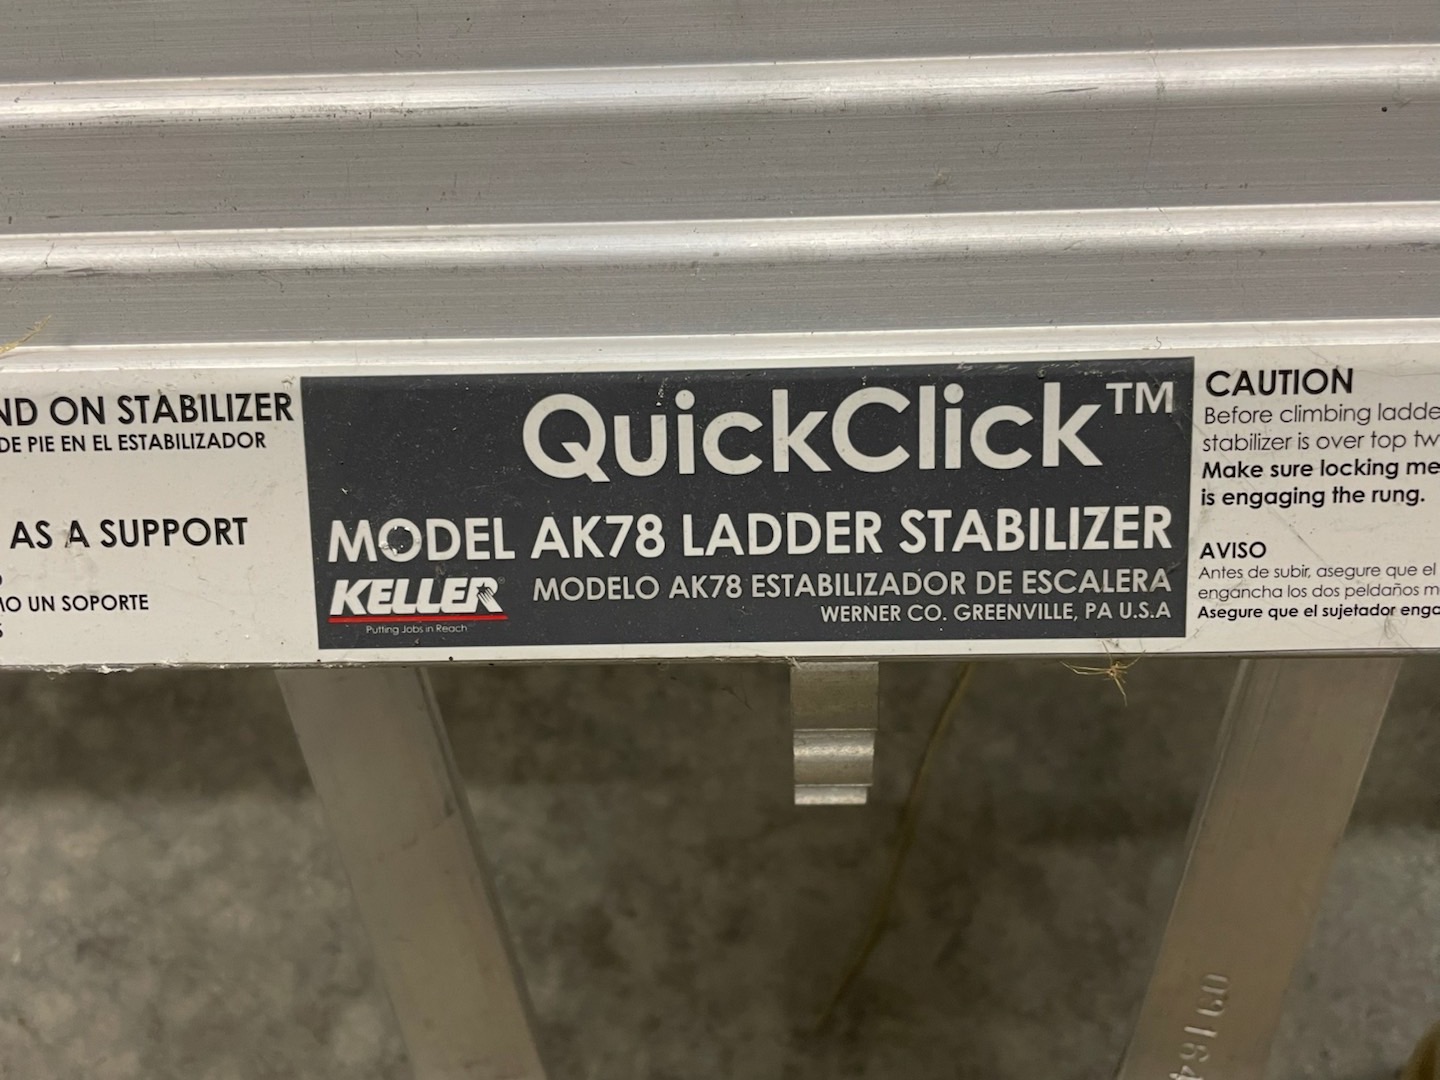 ND ON STABILIZER
DE PIE EN EL ESTABILIZADOR
AS A SUPPORT
UN SOPORTE
QuickClick™
MODEL AK78 LADDER STABILIZER
KELLER
Putting Jobs in Reach
MODELO AK78 ESTABILIZADOR DE ESCALERA
WERNER CO. GREENVILLE, PA U.S.A
CAUTION
Before climbing ladde
stabilizer is over top tw
Make sure locking me
is engaging the rung.
AVISO
Antes de subir, asegure que el
engancha los dos peldaños m
Asegure que el sujetador enga